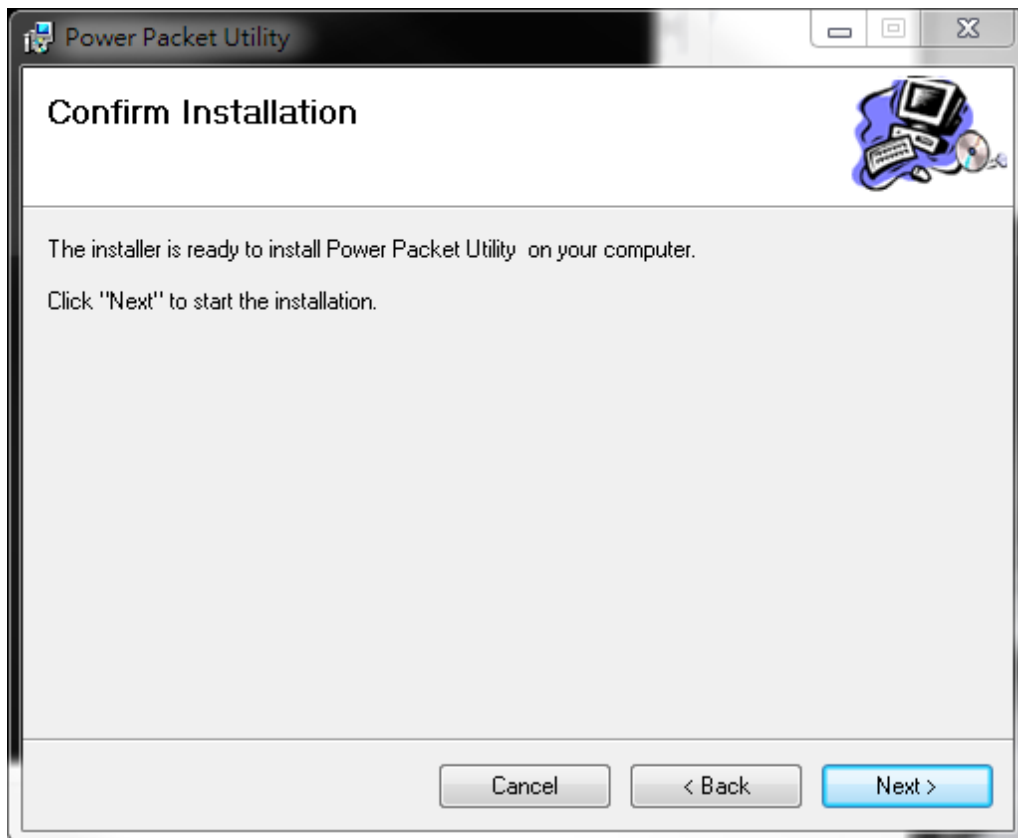 Power Packet Utility
Confirm Installation
The installer is ready to install Power Packet Utility  on your computer.
Click "Next" to start the installation.
Cancel
< Back
Next >